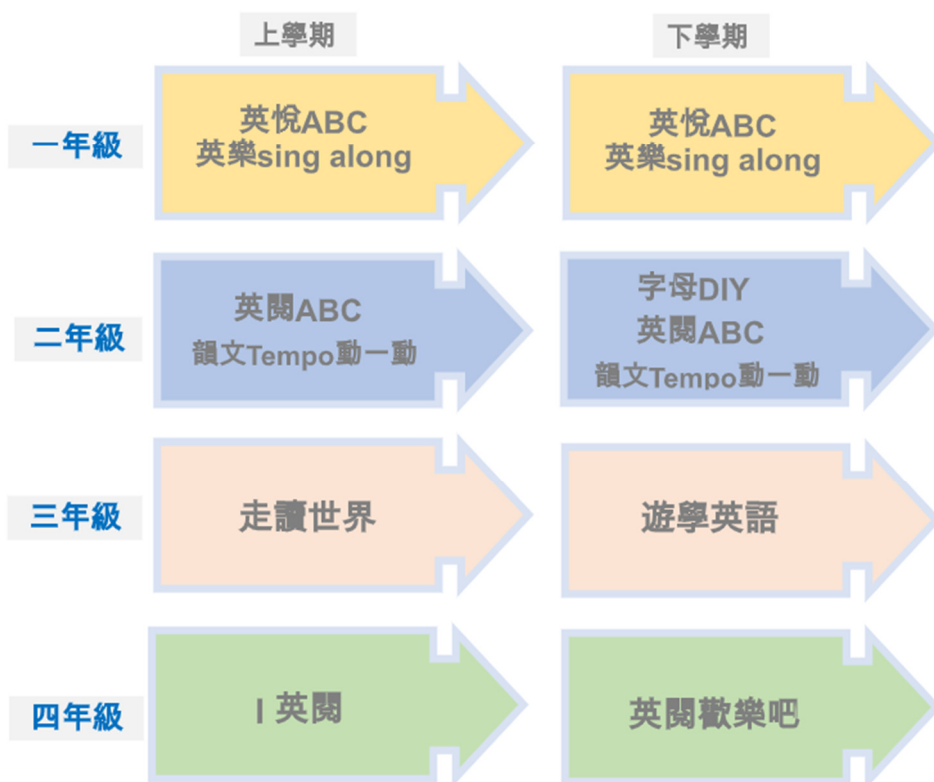 上學期
下學期
一年級
英悅ABC
英樂sing along
英悅ABC
英樂sing along
二年級
英閱ABC
韻文Tempo動一動
字母DIY
英閱ABC
韻文Tempo動一動
三年級
走讀世界
遊學英語
四年級
I 英閱
英閱歡樂吧